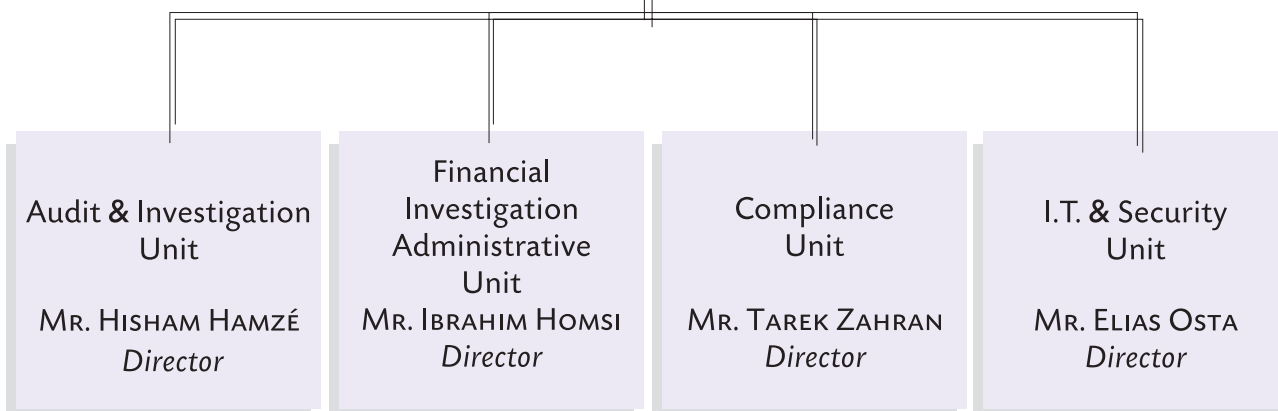 Audit & Investigation
Unit
Mr. Hisham Hamzé
Director
Financial
Investigation
Administrative
Unit
Mr. Ibrahim Homsi
Director
Compliance
Unit
Mr. Tarek Zahran
Director
I.T. & Security
Unit
Mr. Elias Osta
Director